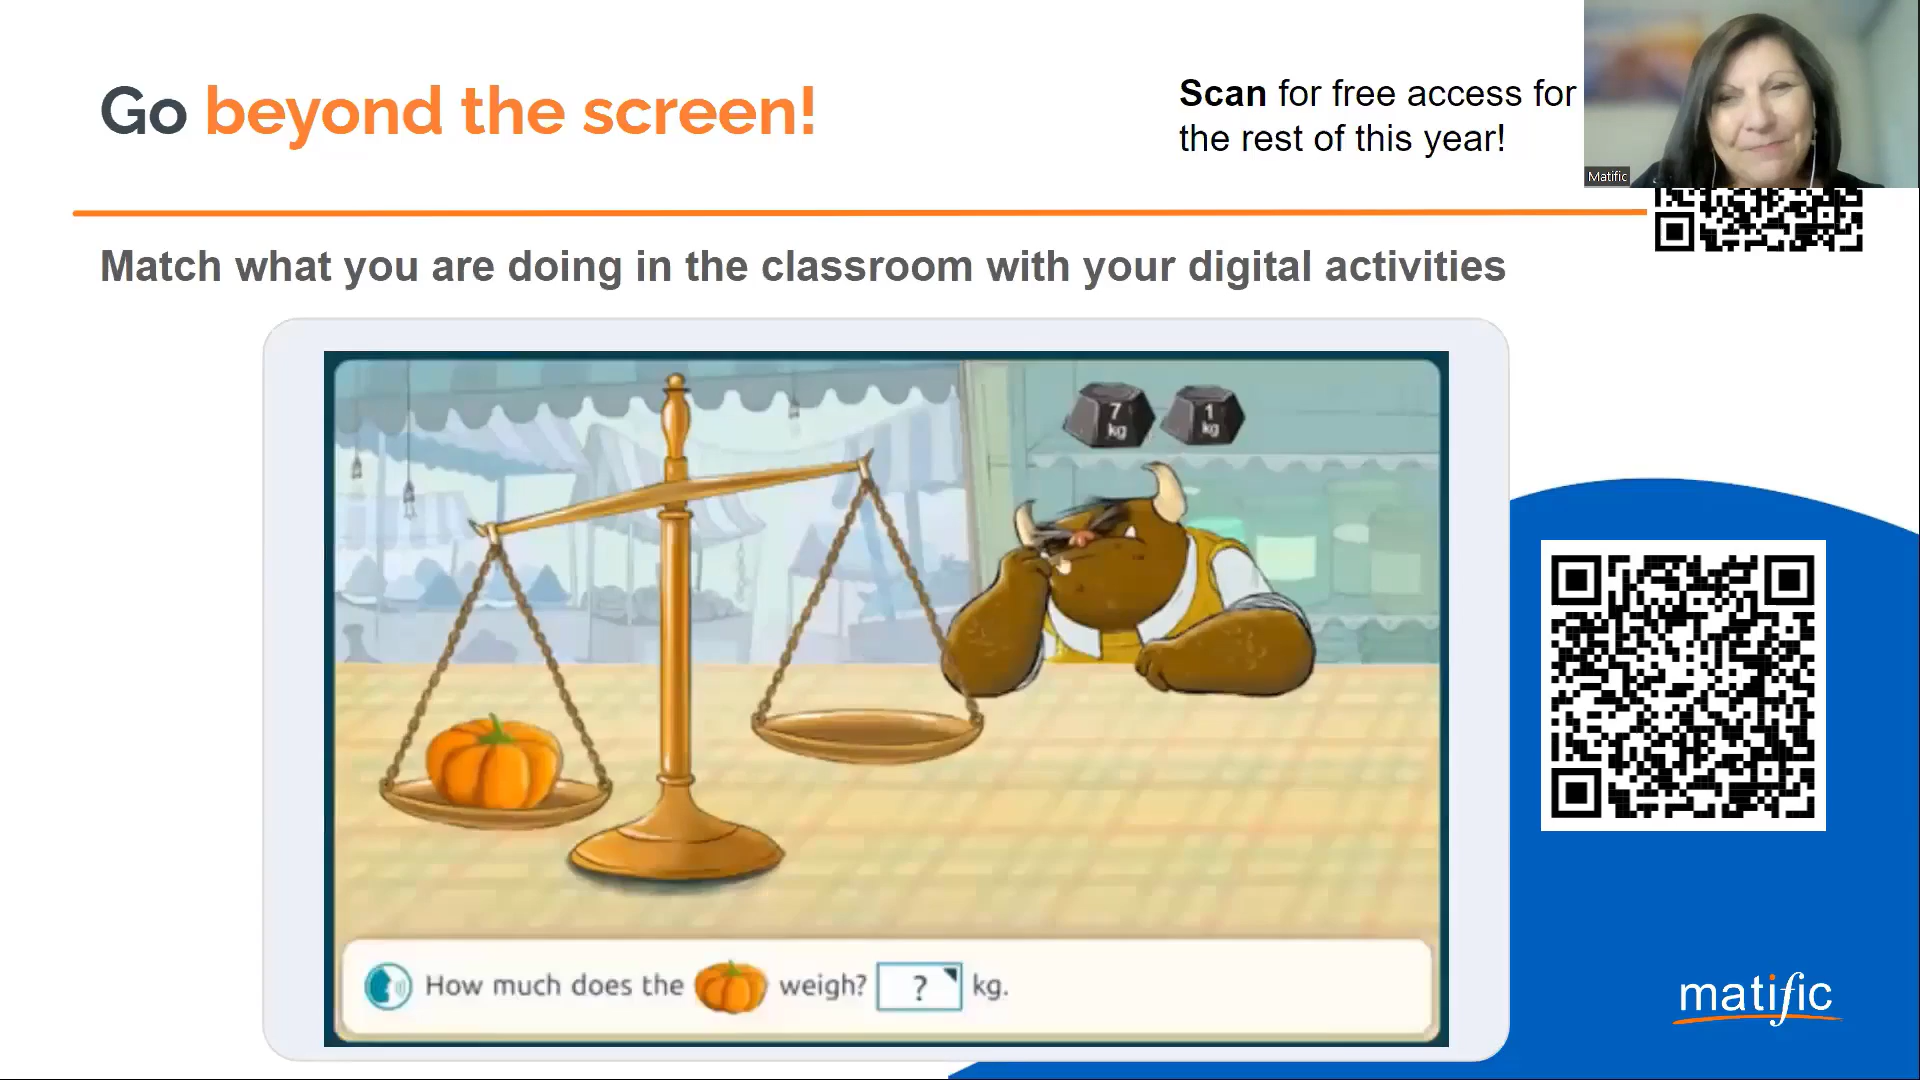 Go beyond the screen!
Scan for free access for
the rest of this year!
Matific
Match what you are doing in the classroom with your digital activities
7
kg
1
kg
How much does the weigh? ? kg.
matific